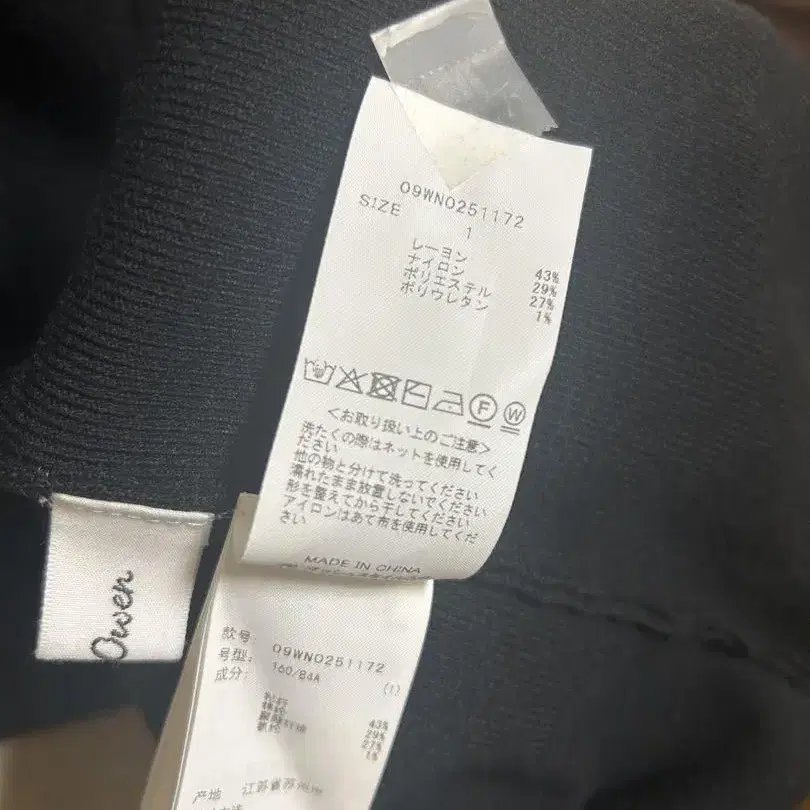 09WNO251172
SIZE
1
レーヨン 43%
ナイロン 29%
ポリエステル 27%
ポリウレタン 1%
F W
<お取り扱い上のご注意>
洗たくの際はネットを使用してく
ださい
他の物と分けて洗ってください
濡れたまま放置しないでください
形を整えてから干してください
アイロンはあて布を使用してくだ
さい
MADE IN CHINA
Owen
款号: 09WNO251172
号型: 160/84A
成分: (1)
43%
29%
27%
1%
产地 江苏省苏州